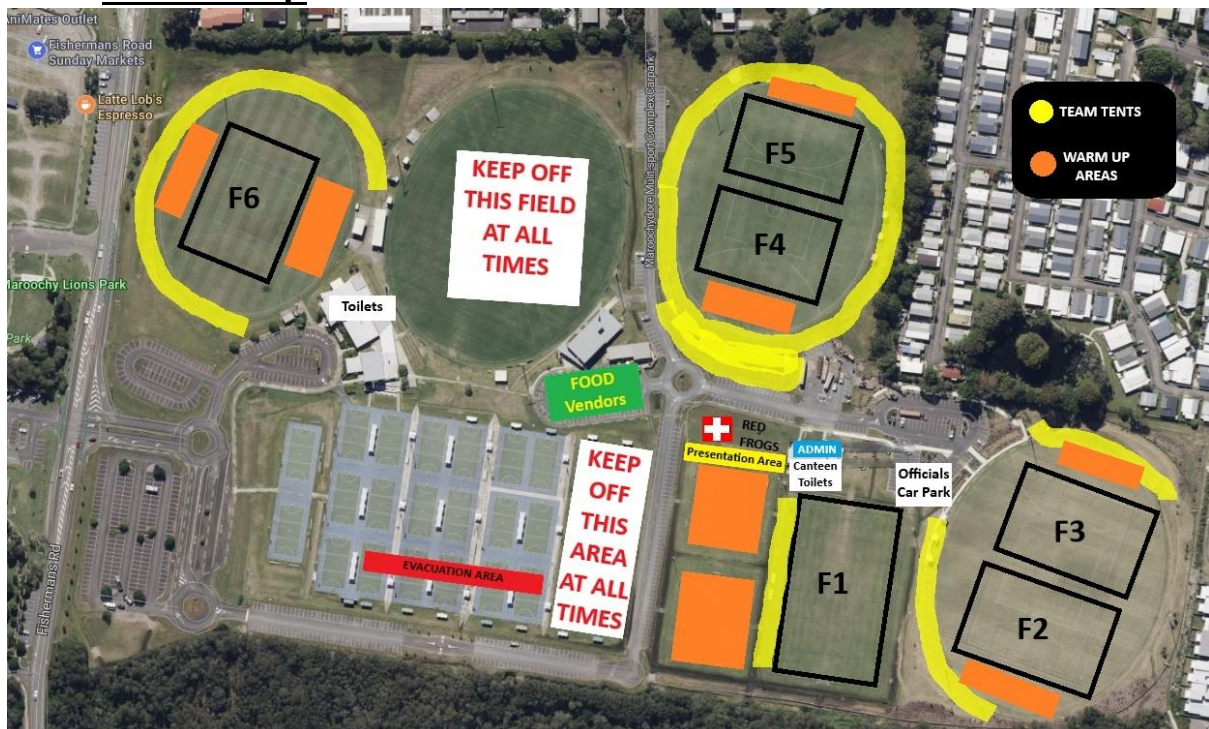 AniMates Outlet
Fishermans Road
Sunday Markets
Latte Lob's
Espresso
Maroochy Lions Park
Park
Fishermans Rd
F6
Toilets
KEEP OFF
THIS FIELD
AT ALL
TIMES
Maroochydore Mulit-sport Complex Carpark
F5
F4
TEAM TENTS
WARM UP
AREAS
FOOD
Vendors
RED
FROGS
Presentation Area
ADMIN
Canteen
Toilets
Officials
Car Park
KEEP
OFF
THIS
AREA
AT ALL
TIMES
EVACUATION AREA
F1
F3
F2